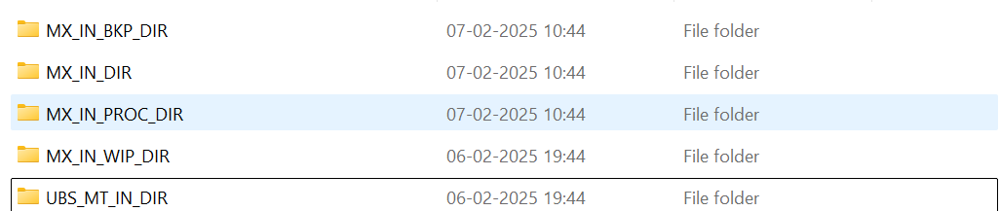 MX_IN_BKP_DIR 07-02-2025 10:44 File folder
MX_IN_DIR 07-02-2025 10:44 File folder
MX_IN_PROC_DIR 07-02-2025 10:44 File folder
MX_IN_WIP_DIR 06-02-2025 19:44 File folder
UBS_MT_IN_DIR 06-02-2025 19:44 File folder